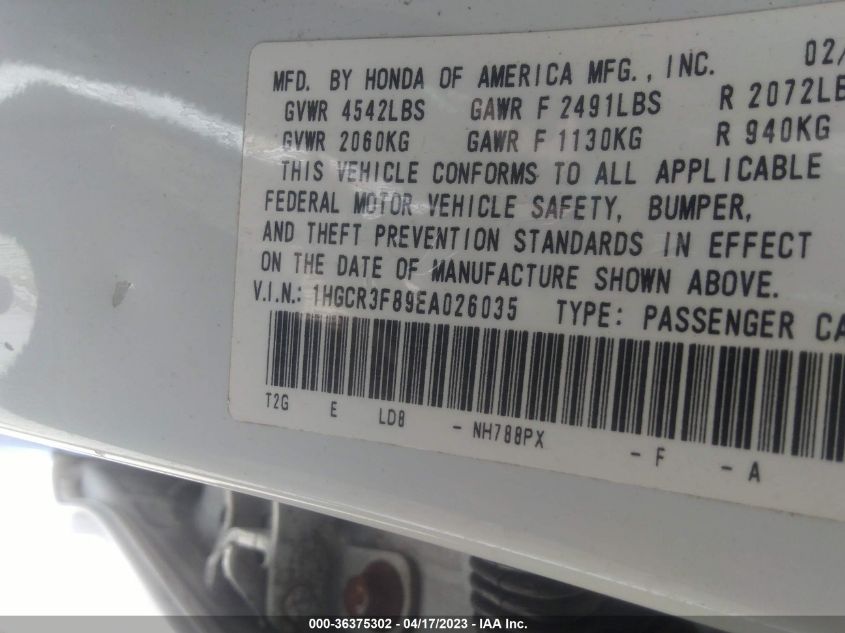 MFD. BY HONDA OF AMERICA MFG., INC. 02/
GVWR 4542LBS GAWR F 2491LBS R 2072LB
GVWR 2060KG GAWR F 1130KG R 940KG
THIS VEHICLE CONFORMS TO ALL APPLICABLE
FEDERAL MOTOR VEHICLE SAFETY, BUMPER,
AND THEFT PREVENTION STANDARDS IN EFFECT
ON THE DATE OF MANUFACTURE SHOWN ABOVE.
V.I.N.: 1HGCR3F89EA026035 TYPE: PASSENGER CA
T2G E LD8 - NH788PX - F - A
000-36375302 - 04/17/2023 - IAA Inc.